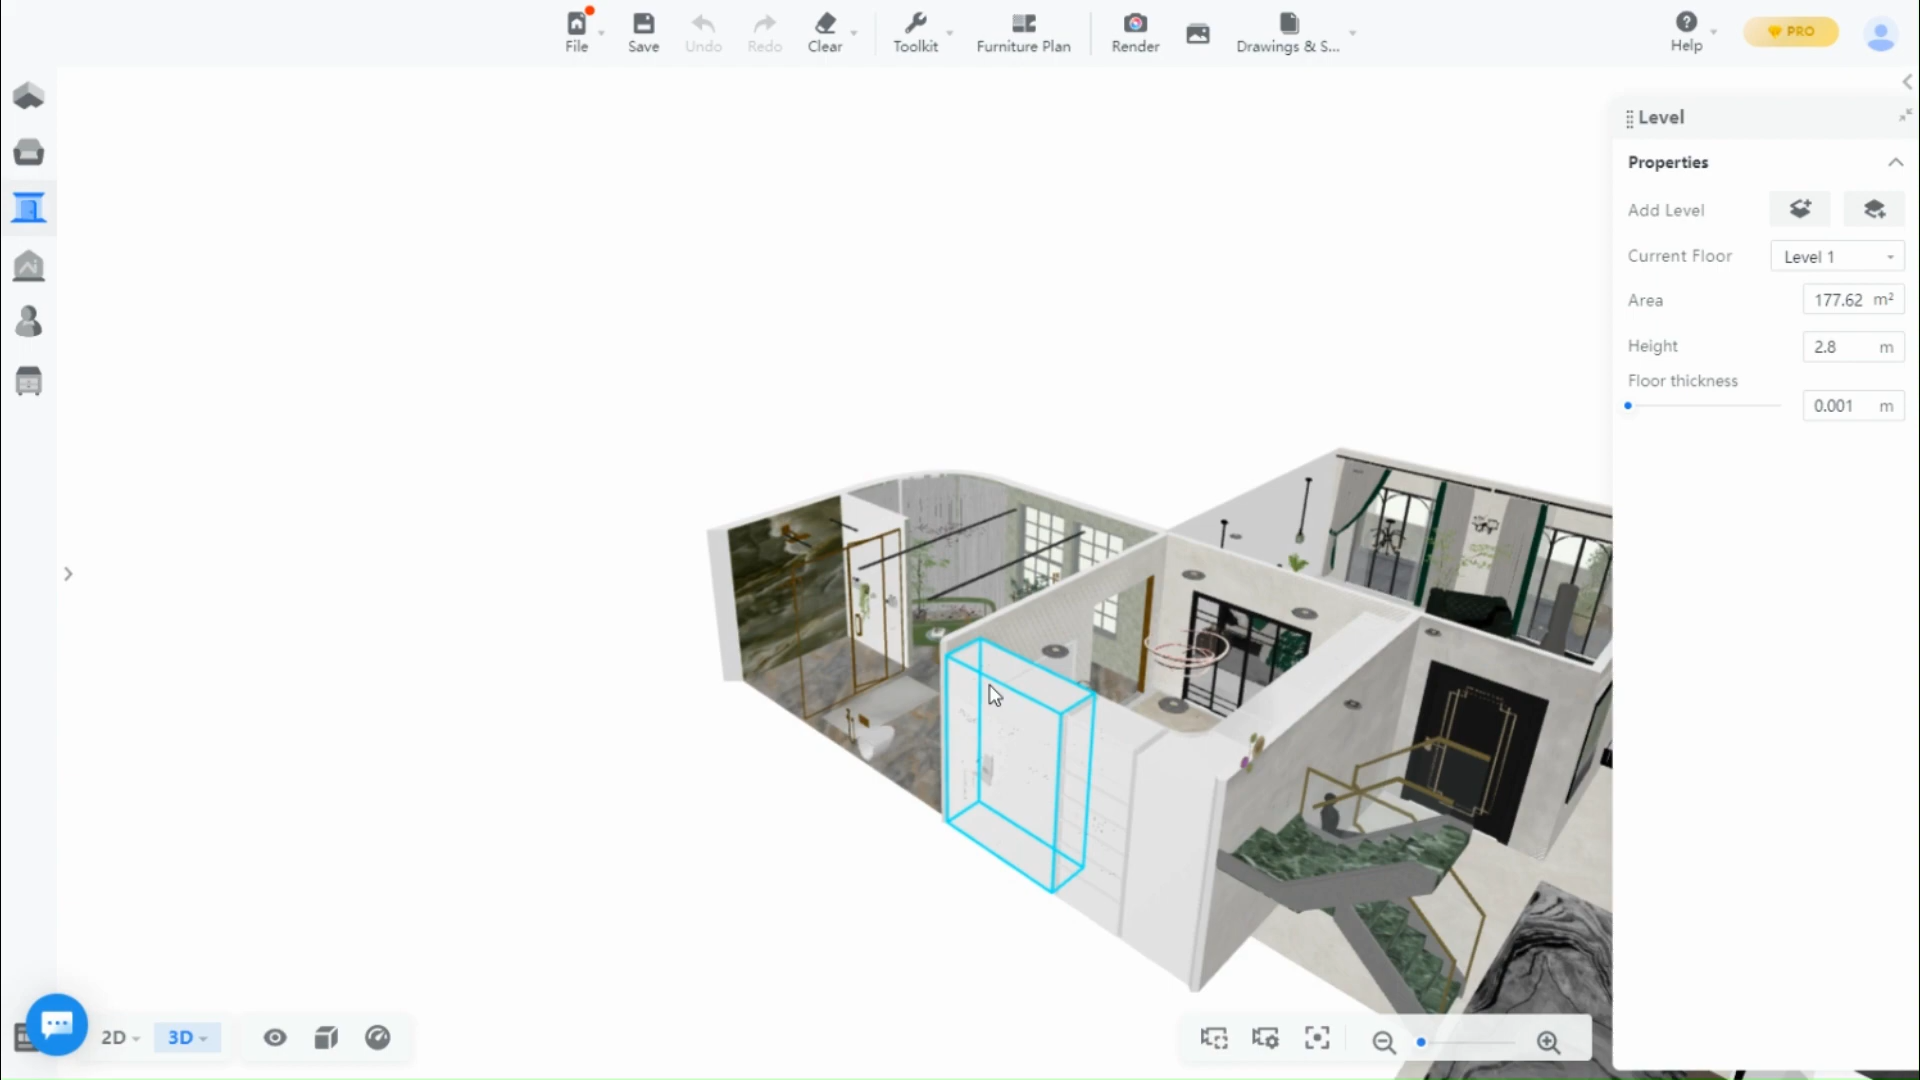 File
Save
Undo
Redo
Clear
Toolkit
Furniture Plan
Render
Drawings & S...
Help
PRO
Level
Properties
Add Level
Current Floor
Level 1
Area
177.62 m²
Height
2.8 m
Floor thickness
0.001 m
2D
3D